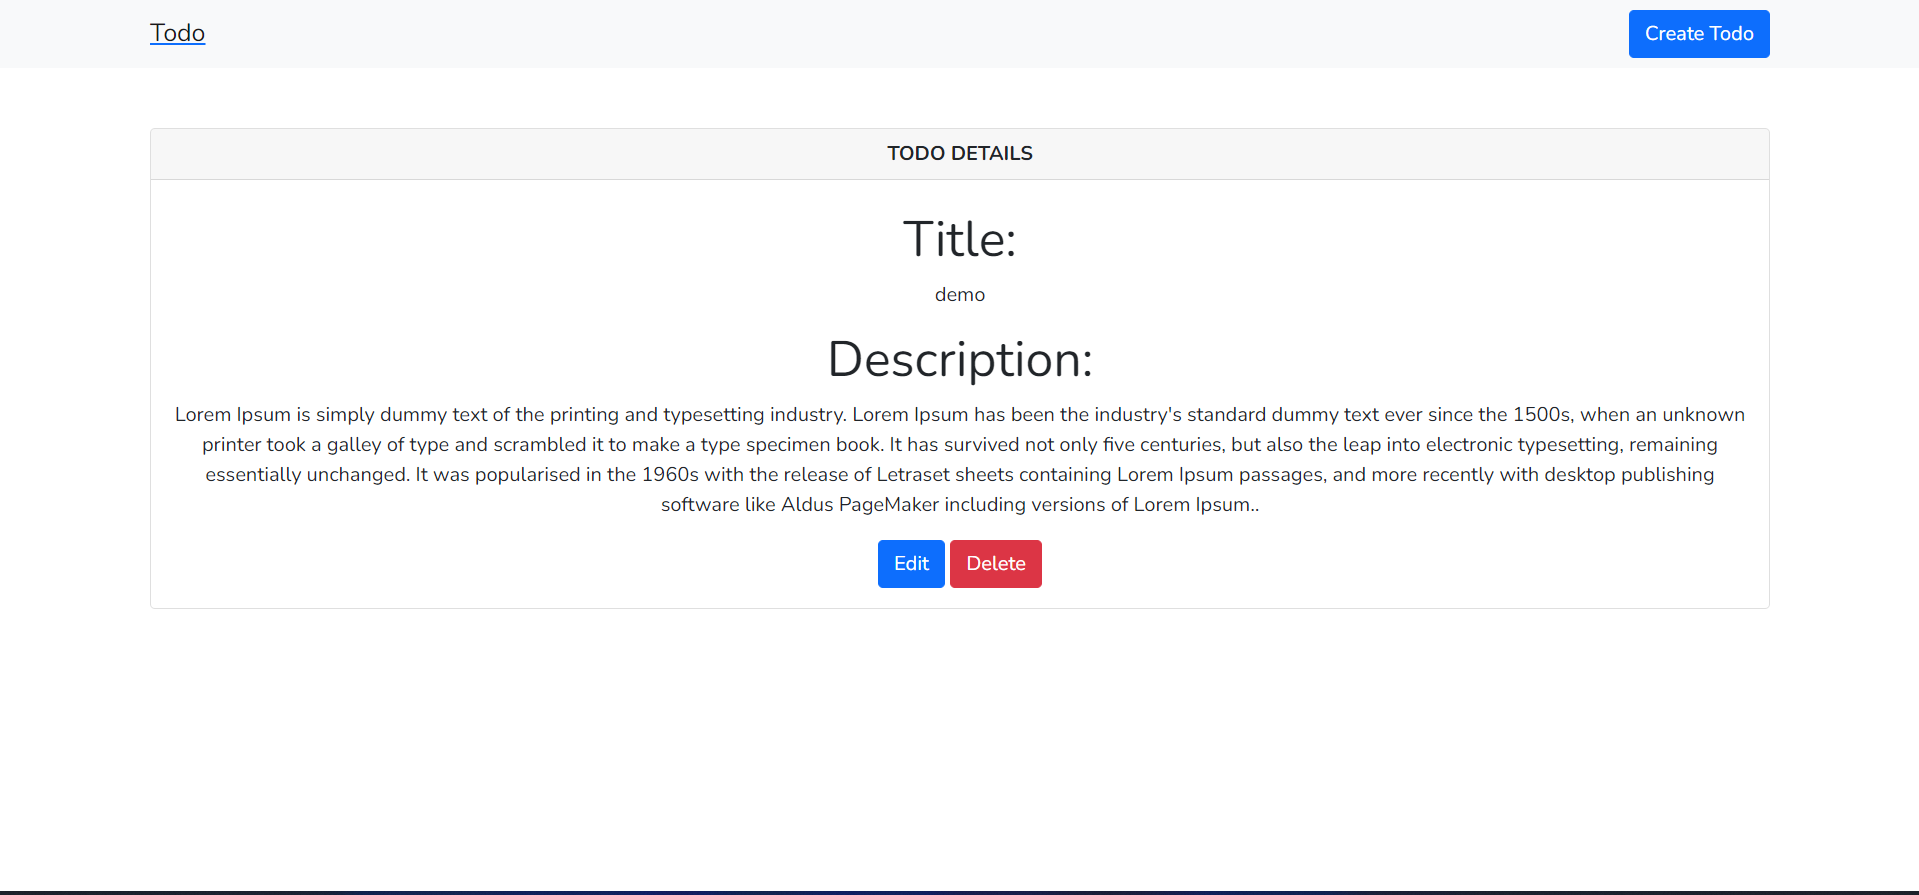 Todo
Create Todo
TODO DETAILS
Title:
demo
Description:
Lorem Ipsum is simply dummy text of the printing and typesetting industry. Lorem Ipsum has been the industry's standard dummy text ever since the 1500s, when an unknown
printer took a galley of type and scrambled it to make a type specimen book. It has survived not only five centuries, but also the leap into electronic typesetting, remaining
essentially unchanged. It was popularised in the 1960s with the release of Letraset sheets containing Lorem Ipsum passages, and more recently with desktop publishing
software like Aldus PageMaker including versions of Lorem Ipsum..
Edit
Delete